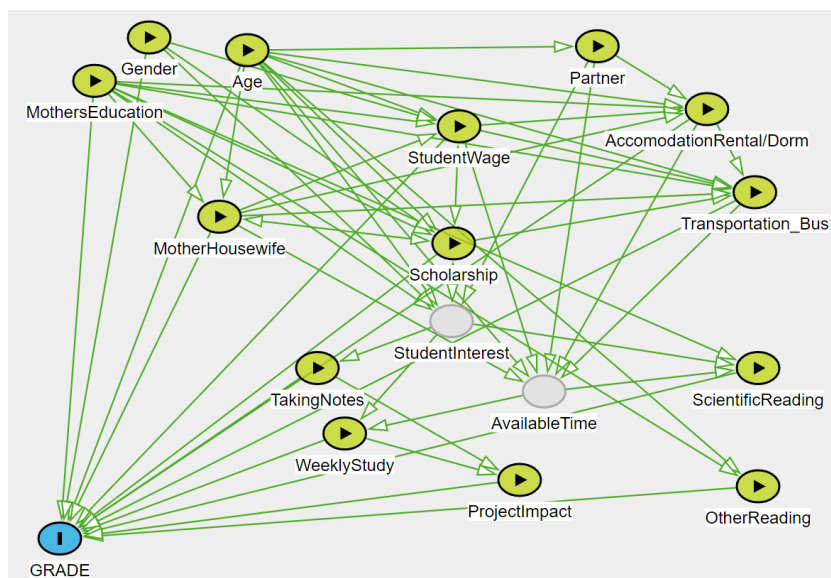 Gender
Age
Partner
MothersEducation
AccomodationRental/Dorm
StudentWage
Transportation_Bus
MotherHousewife
Scholarship
StudentInterest
ScientificReading
TakingNotes
AvailableTime
WeeklyStudy
ProjectImpact
OtherReading
I
GRADE